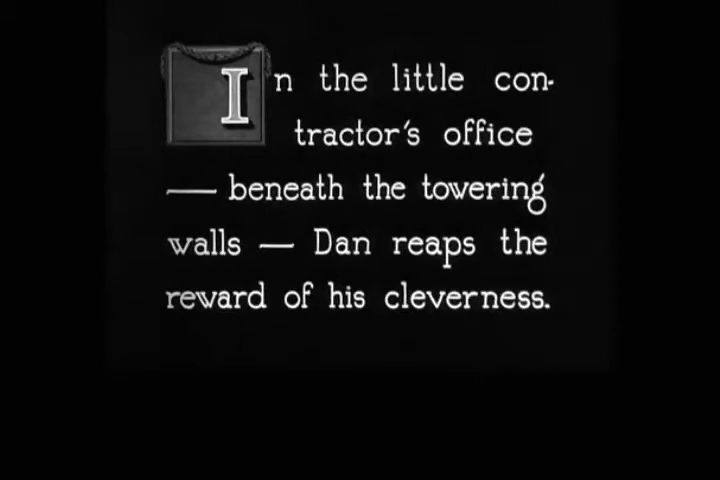 In the little con-
tractor's office
— beneath the towering
walls — Dan reaps the
reward of his cleverness.